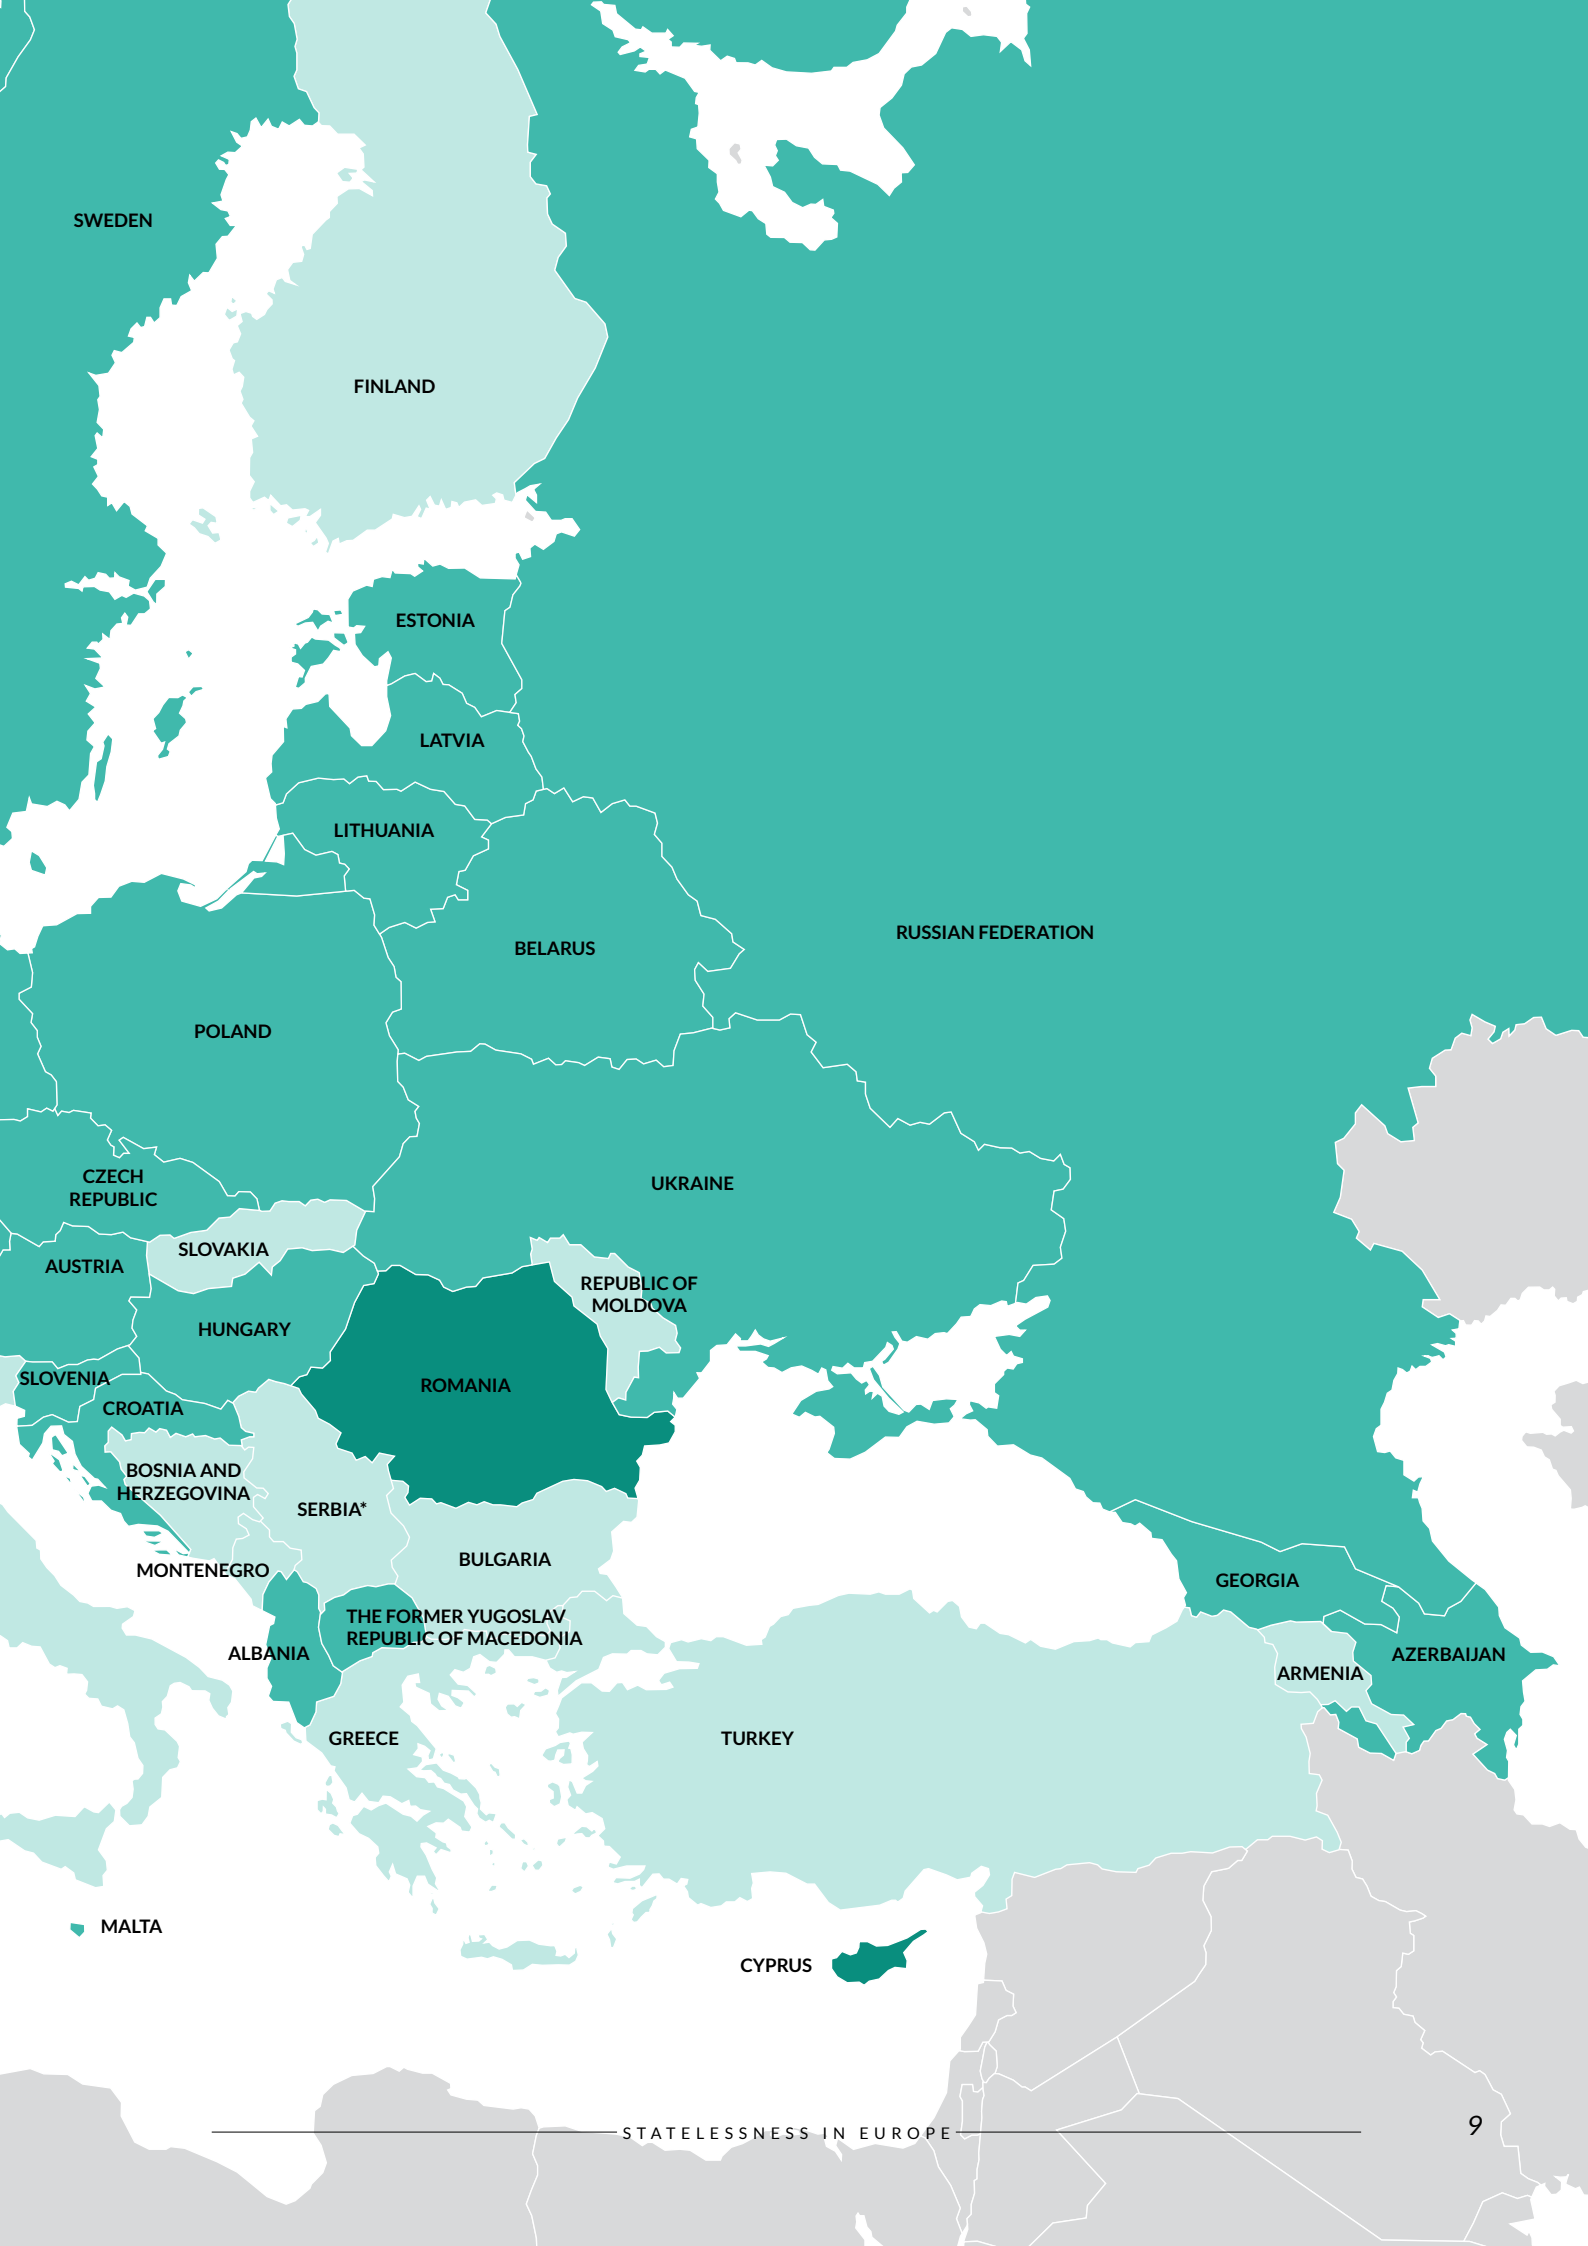 SWEDEN
FINLAND
ESTONIA
LATVIA
LITHUANIA
RUSSIAN FEDERATION
BELARUS
POLAND
CZECH
REPUBLIC
UKRAINE
SLOVAKIA
AUSTRIA
REPUBLIC OF
MOLDOVA
HUNGARY
SLOVENIA
ROMANIA
CROATIA
BOSNIA AND
HERZEGOVINA
SERBIA*
BULGARIA
MONTENEGRO
GEORGIA
THE FORMER YUGOSLAV
REPUBLIC OF MACEDONIA
ALBANIA
AZERBAIJAN
ARMENIA
GREECE
TURKEY
MALTA
CYPRUS
STATELESSNESS IN EUROPE
9